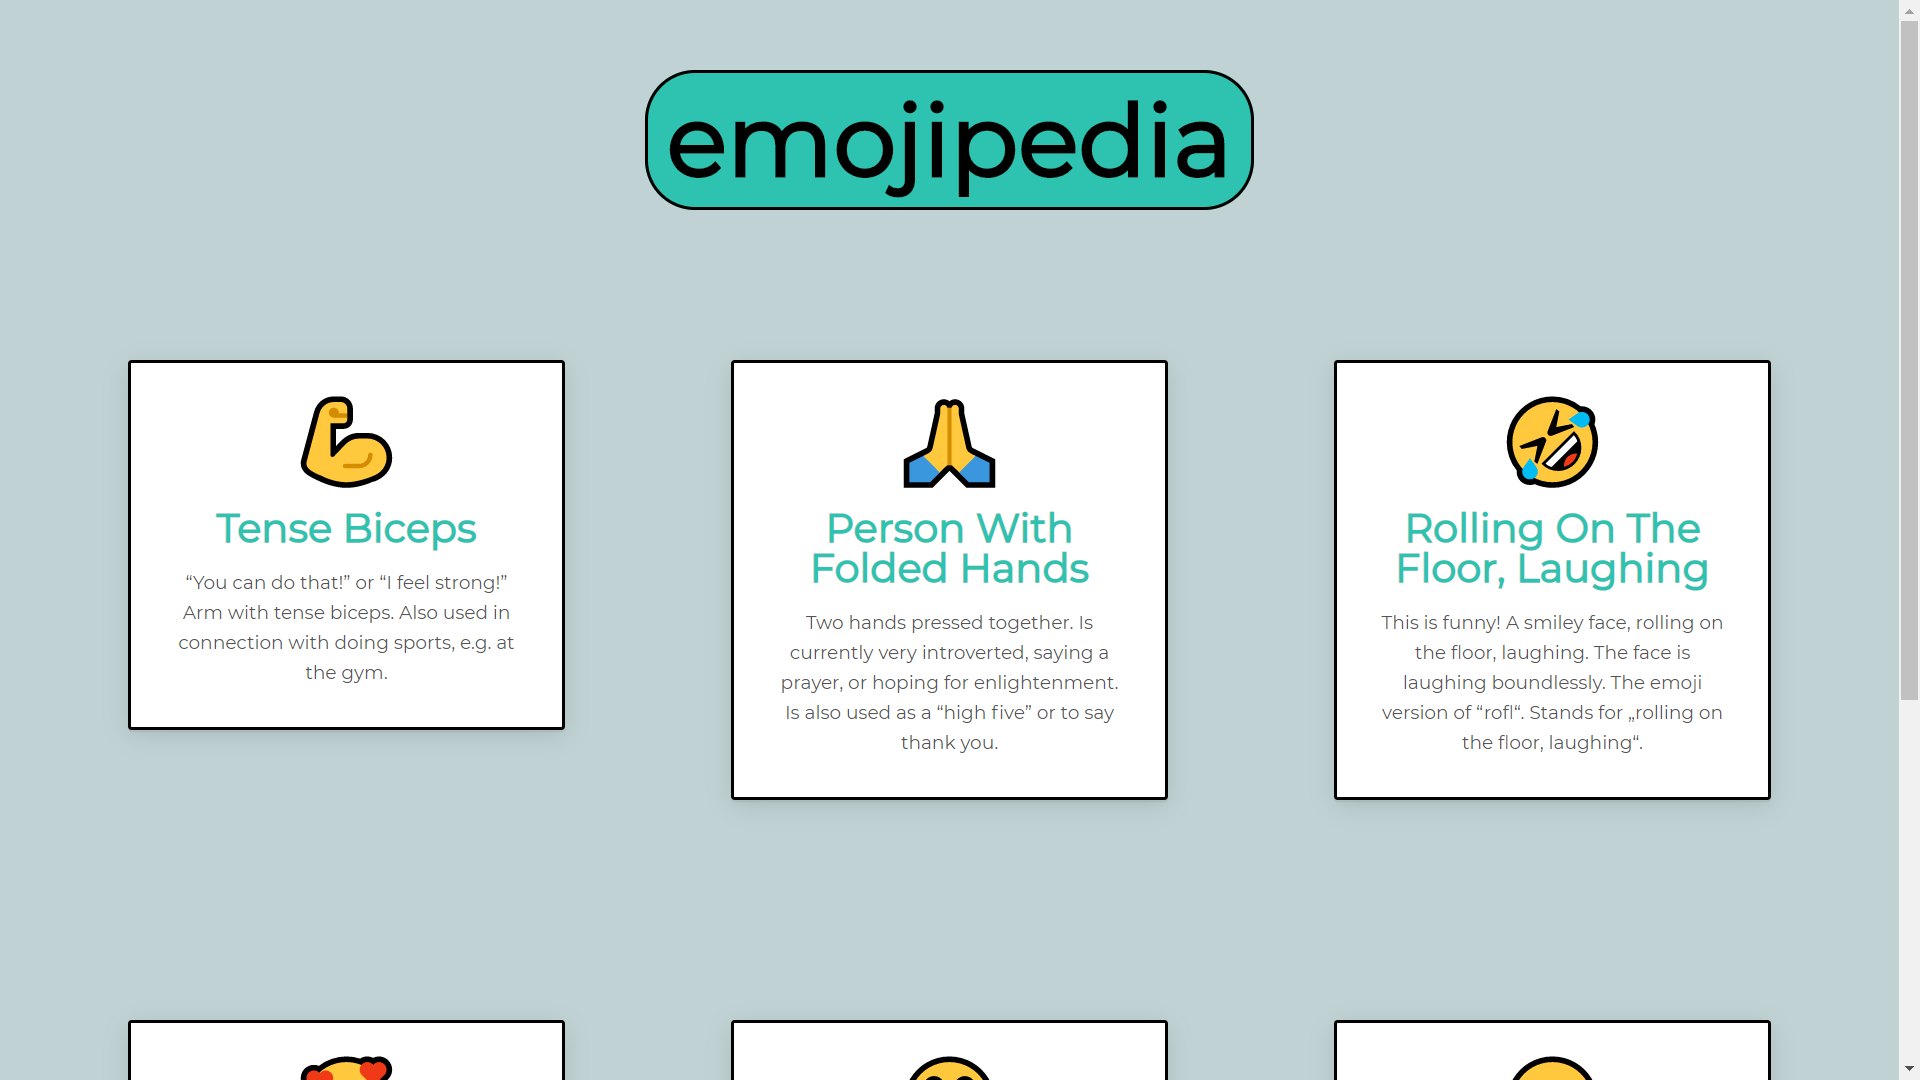 emojipedia
Tense Biceps
“You can do that!” or “I feel strong!”
Arm with tense biceps. Also used in
connection with doing sports, e.g. at
the gym.
Person With
Folded Hands
Two hands pressed together. Is
currently very introverted, saying a
prayer, or hoping for enlightenment.
Is also used as a “high five” or to say
thank you.
Rolling On The
Floor, Laughing
This is funny! A smiley face, rolling on
the floor, laughing. The face is
laughing boundlessly. The emoji
version of “rofl“. Stands for „rolling on
the floor, laughing“.